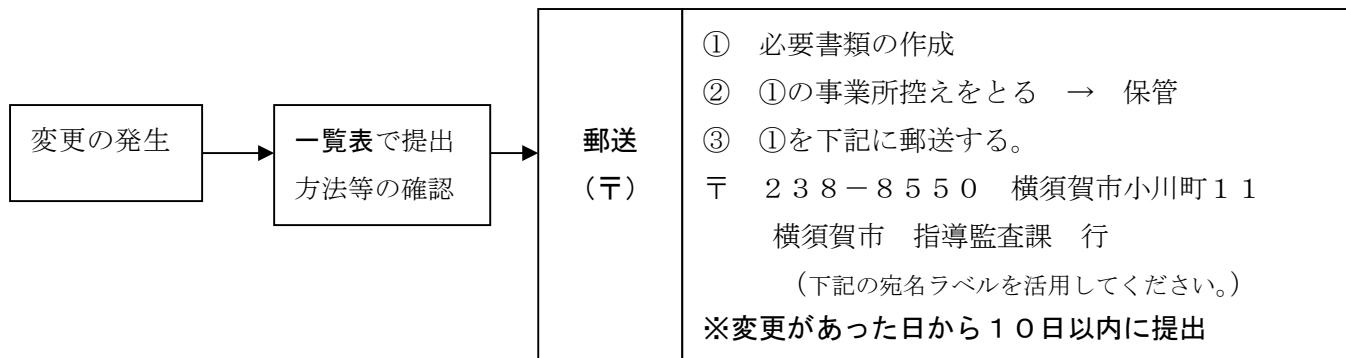 変更の発生
一覧表で提出
方法等の確認
郵送
（〒）
①　必要書類の作成
②　①の事業所控えをとる　→　保管
③　①を下記に郵送する。
〒　２３８－８５５０　横須賀市小川町１１
横須賀市　指導監査課　行
（下記の宛名ラベルを活用してください。）
※変更があった日から１０日以内に提出